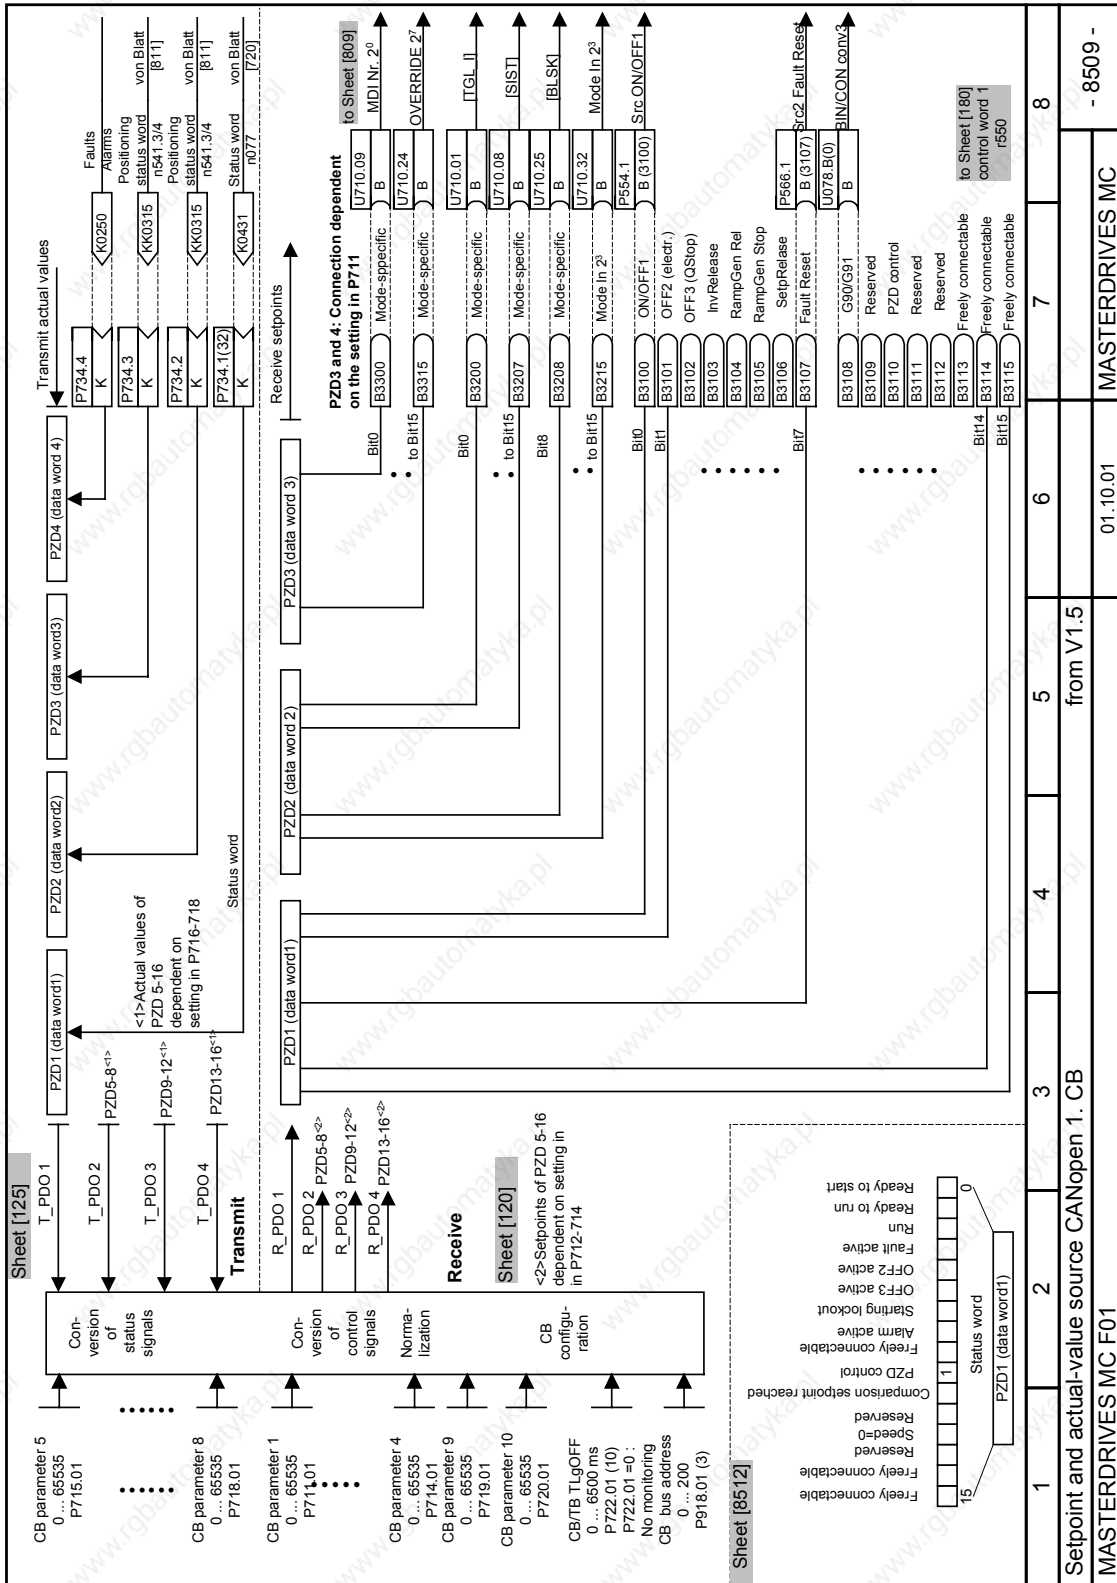 Sheet [125]
CB parameter 5
0 ... 65535
P715.01
CB parameter 8
0 ... 65535
P718.01
CB parameter 1
0 ... 65535
P711.01
CB parameter 4
0 ... 65535
P714.01
CB parameter 9
0 ... 65535
P719.01
CB parameter 10
0 ... 65535
P720.01
CB/TB TLgOFF
0 ... 6500 ms
P722.01 (10)
P722.01 =0 :
No monitoring
CB bus address
0 ... 200
P918.01 (3)
Con-
version
of
status
signals
Con-
version
of
control
signals
Norma-
lization
CB
configu-
ration
T_PDO 1
T_PDO 2
T_PDO 3
T_PDO 4
PZD5-8<1>
PZD9-12<1>
PZD13-16<1>
Transmit
R_PDO 1
R_PDO 2
R_PDO 3
R_PDO 4
PZD5-8<2>
PZD9-12<2>
PZD13-16<2>
Receive
Sheet [120]
<2>Setpoints of PZD 5-16
dependent on setting in
in P712-714
PZD1 (data word1)
PZD2 (data word2)
PZD3 (data word3)
PZD4 (data word 4)
<1>Actual values of
PZD 5-16
dependent on
setting in P716-718
Status word
Transmit actual values
P734.4
K
P734.3
K
P734.2
K
P734.1(32)
K
K0250
KK0315
KK0315
K0431
Faults
Alarms
Positioning
status word
n541.3/4
Positioning
status word
n541.3/4
Status word
n077
von Blatt
[811]
von Blatt
[811]
von Blatt
[720]
Receive setpoints
PZD1 (data word1)
PZD2 (data word 2)
PZD3 (data word 3)
PZD3 and 4: Connection dependent
on the setting in P711
to Sheet [809]
Bit0
B3300
Mode-sppecific
U710.09
B
MDI Nr. 2⁰
to Bit15
B3315
Mode-specific
U710.24
B
OVERRIDE 2⁷
Bit0
B3200
Mode-specific
U710.01
B
[TGL_I]
to Bit15
B3207
Mode-specific
U710.08
B
[SIST]
Bit8
B3208
Mode-specific
U710.25
B
[BLSK]
to Bit15
B3215
Mode In 2³
U710.32
B
Mode In 2³
Bit0
B3100
ON/OFF1
P554.1
B (3100)
Src ON/OFF1
Bit1
B3101
OFF2 (electr.)
B3102
OFF3 (QStop)
B3103
InvRelease
B3104
RampGen Rel
B3105
RampGen Stop
B3106
SetpRelase
Bit7
B3107
Fault Reset
P566.1
B (3107)
Src2 Fault Reset
B3108
G90/G91
U078.B(0)
B
BIN/CON conv3
B3109
Reserved
B3110
PZD control
B3111
Reserved
B3112
Reserved
B3113
Freely connectable
Bit14
B3114
Freely connectable
Bit15
B3115
Freely connectable
to Sheet [180]
control word 1
r550
Sheet [8512]
Freely connectable
Freely connectable
Reserved
Speed=0
Reserved
Comparison setpoint reached
PZD control
Freely connectable
Alarm active
Starting lockout
OFF3 active
OFF2 active
Fault active
Run
Ready to run
Ready to start
1
15
0
Status word
PZD1 (data word1)
1
2
3
4
5
6
7
8
Setpoint and actual-value source CANopen 1. CB
from V1.5
- 8509 -
MASTERDRIVES MC F01
01.10.01
MASTERDRIVES MC
www.rgbautomatyka.pl